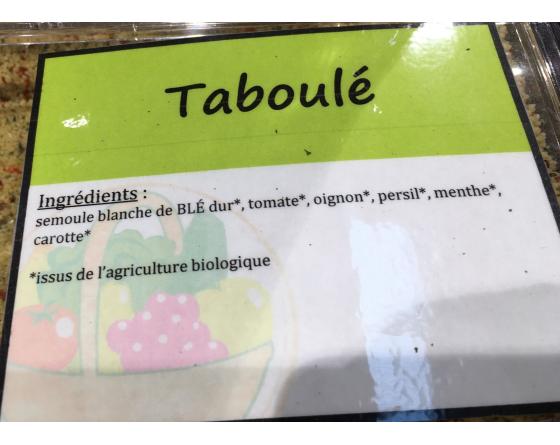 Taboulé
Ingrédients :
semoule blanche de BLÉ dur*, tomate*, oignon*, persil*, menthe*,
carotte*
*issus de l'agriculture biologique